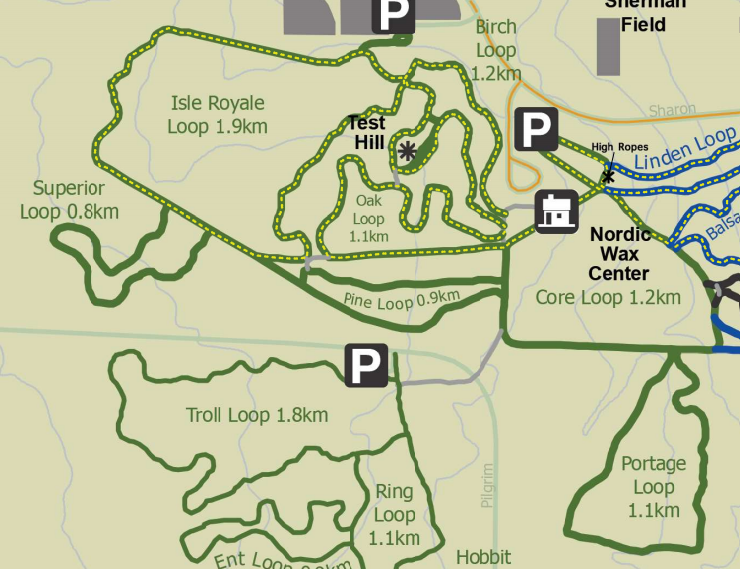 Sherman
Field
P
Birch
Loop
1.2km
Isle Royale
Loop 1.9km
Sharon
Test
Hill
P
High Ropes
Linden Loop
Superior
Loop 0.8km
Oak
Loop
1.1km
Balsa
Nordic
Wax
Center
Pine Loop 0.9km
Core Loop 1.2km
P
Troll Loop 1.8km
Portage
Loop
1.1km
Pilgrim
Ring
Loop
1.1km
Ent Loop
Hobbit